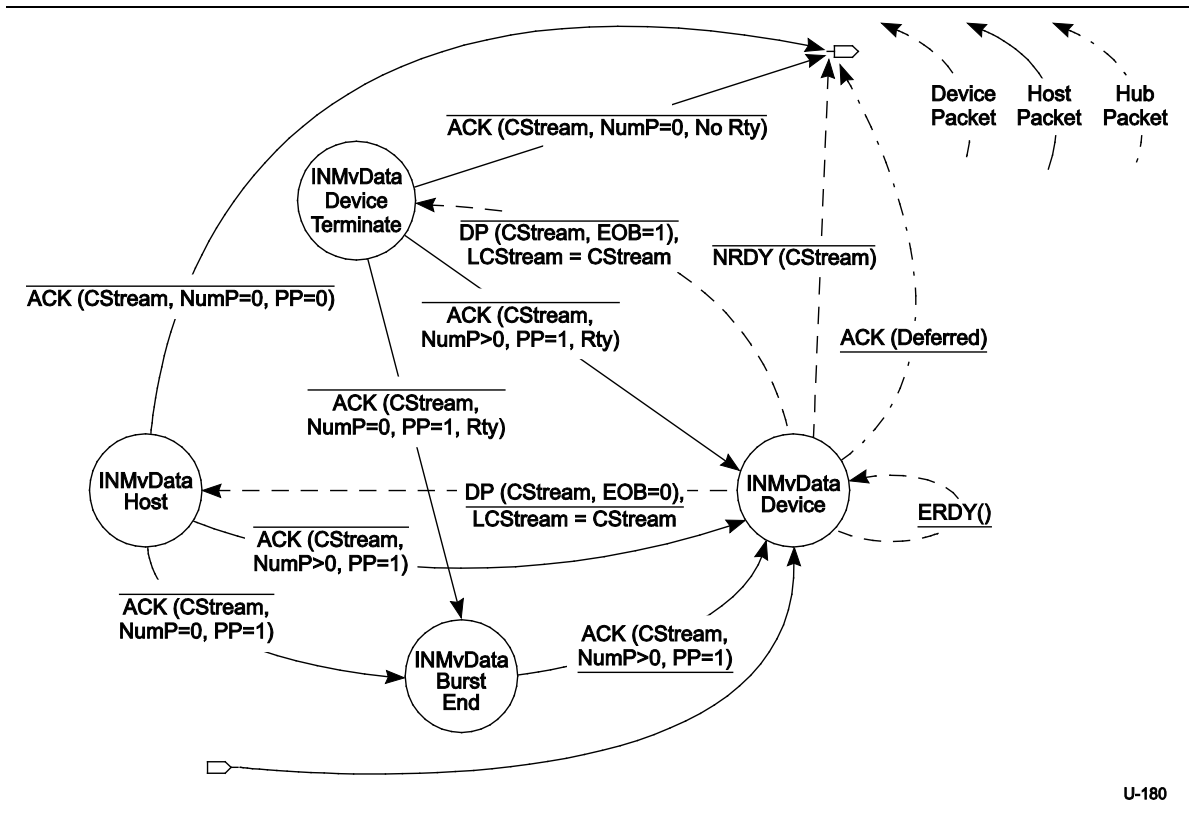 Device
Packet
Host
Packet
Hub
Packet
ACK (CStream, NumP=0, No Rty)
INMvData
Device
Terminate
DP (CStream, EOB=1),
LCStream = CStream
NRDY (CStream)
ACK (CStream, NumP=0, PP=0)
ACK (CStream,
NumP>0, PP=1, Rty)
ACK (Deferred)
ACK (CStream,
NumP=0, PP=1, Rty)
INMvData
Host
DP (CStream, EOB=0),
LCStream = CStream
INMvData
Device
ERDY()
ACK (CStream,
NumP>0, PP=1)
ACK (CStream,
NumP=0, PP=1)
INMvData
Burst
End
ACK (CStream,
NumP>0, PP=1)
U-180